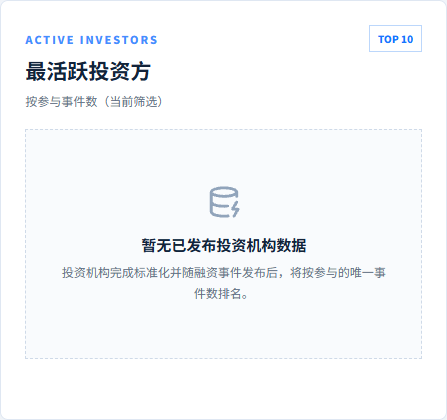 ACTIVE INVESTORS
TOP 10
最活跃投资方
按参与事件数（当前筛选）
暂无已发布投资机构数据
投资机构完成标准化并随融资事件发布后，将按参与的唯一事
件数排名。